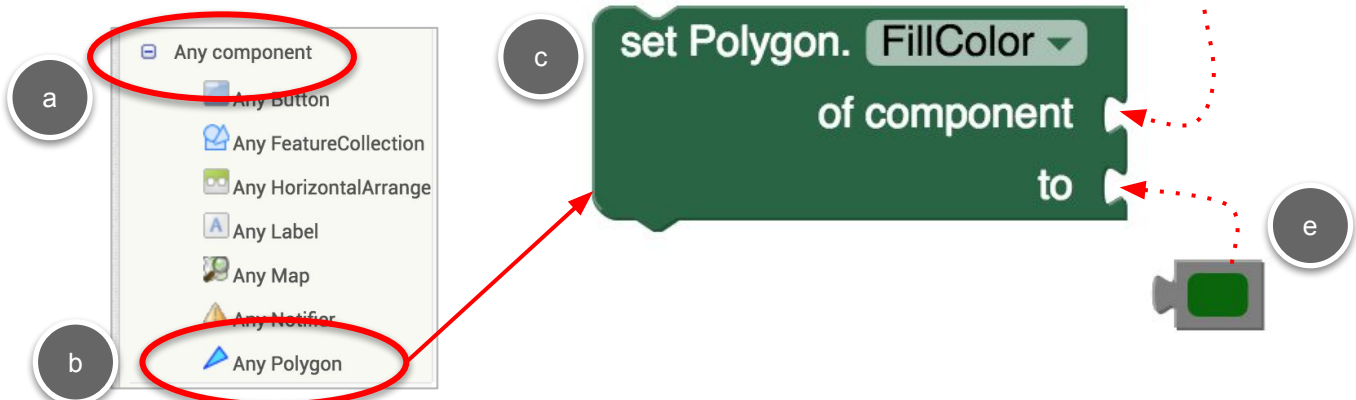 a
Any component
Any Button
Any FeatureCollection
Any HorizontalArrange
Any Label
A
Any Map
Any Notifier
b
Any Polygon
c
set Polygon. FillColor
of component
to
e